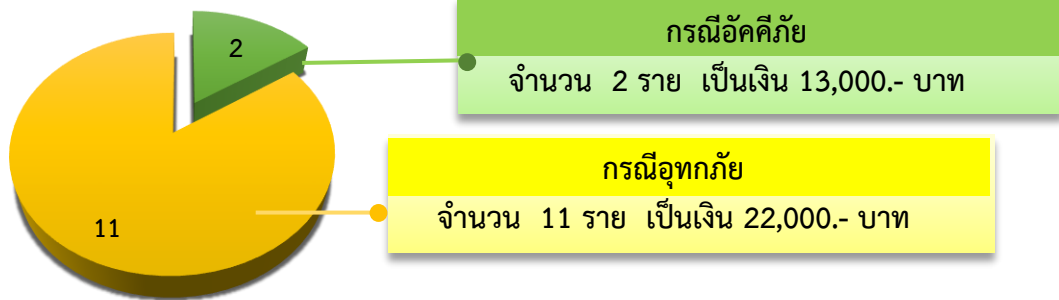 2
กรณีอัคคีภัย
จำนวน 2 ราย เป็นเงิน 13,000.- บาท
กรณีอุทกภัย
จำนวน 11 ราย เป็นเงิน 22,000.- บาท
11